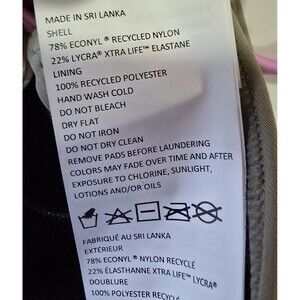 MADE IN SRI LANKA
SHELL
78% ECONYL ® RECYCLED NYLON
22% LYCRA® XTRA LIFE™ ELASTANE
LINING
100% RECYCLED POLYESTER
HAND WASH COLD
DO NOT BLEACH
DRY FLAT
DO NOT IRON
DO NOT DRY CLEAN
REMOVE PADS BEFORE LAUNDERING
COLORS MAY FADE OVER TIME AND AFTER
EXPOSURE TO CHLORINE, SUNLIGHT,
LOTIONS AND/OR OILS
FABRIQUÉ AU SRI LANKA
EXTÉRIEUR
78% ECONYL® NYLON RECYCLÉ
22% ÉLASTHANNE XTRA LIFE™ LYCRA®
DOUBLURE
100% POLYESTER RECYCLÉ